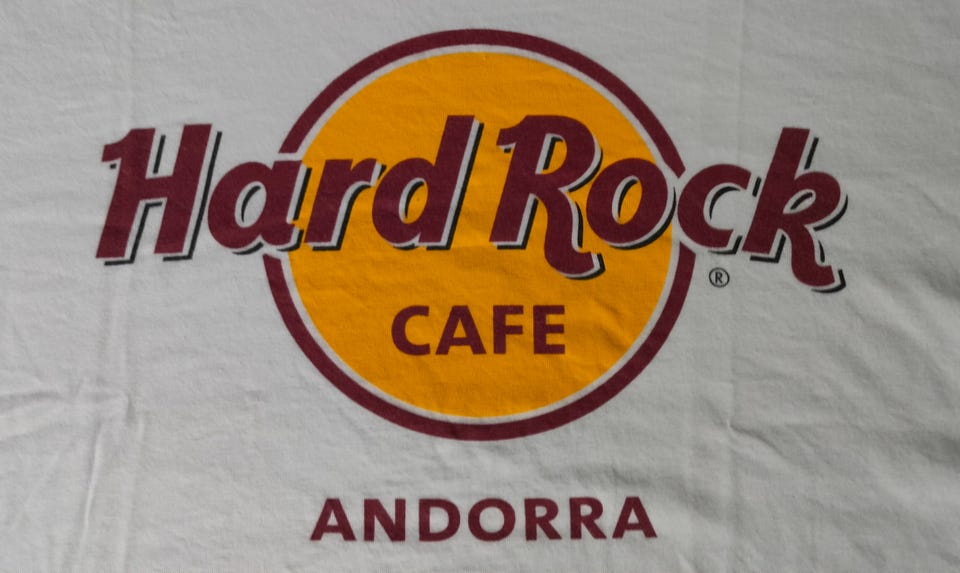 Hard Rock
®
CAFE
ANDORRA